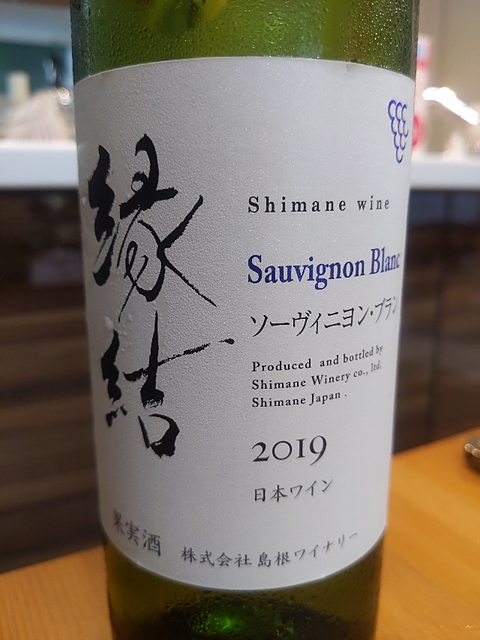 縁結
Shimane wine
Sauvignon Blanc
ソーヴィニヨン・ブラン
Produced and bottled by
Shimane Winery co., ltd.
Shimane Japan .
2019
日本ワイン
果実酒
株式会社 島根ワイナリー